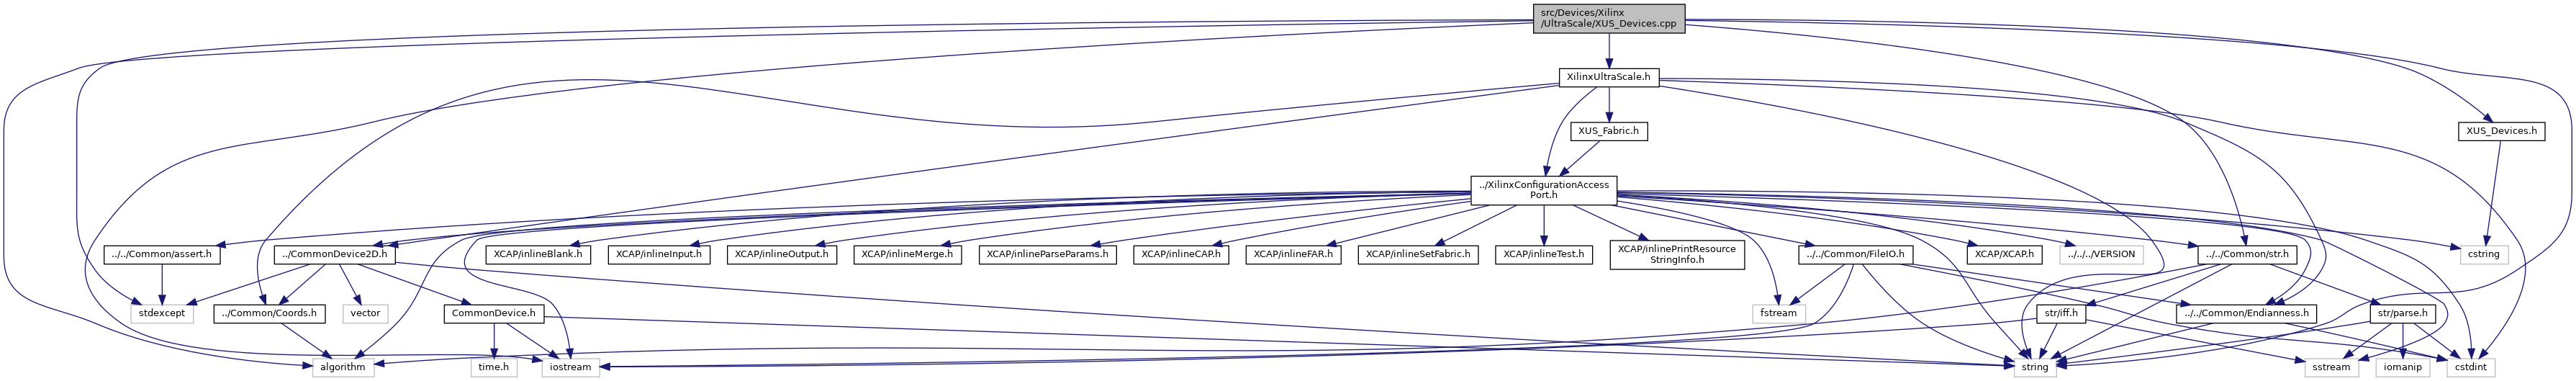 src/Devices/Xilinx
/UltraScale/XUS_Devices.cpp
XilinxUltraScale.h
XUS_Fabric.h
XUS_Devices.h
../XilinxConfigurationAccess
Port.h
../../Common/assert.h
../CommonDevice2D.h
XCAP/inlineBlank.h
XCAP/inlineInput.h
XCAP/inlineOutput.h
XCAP/inlineMerge.h
XCAP/inlineParseParams.h
XCAP/inlineCAP.h
XCAP/inlineFAR.h
XCAP/inlineSetFabric.h
XCAP/inlineTest.h
XCAP/inlinePrintResource
StringInfo.h
../../Common/FileIO.h
XCAP/XCAP.h
../../../VERSION
../../Common/str.h
cstring
stdexcept
../Common/Coords.h
vector
CommonDevice.h
fstream
str/iff.h
../../Common/Endianness.h
str/parse.h
algorithm
time.h
iostream
string
sstream
iomanip
cstdint